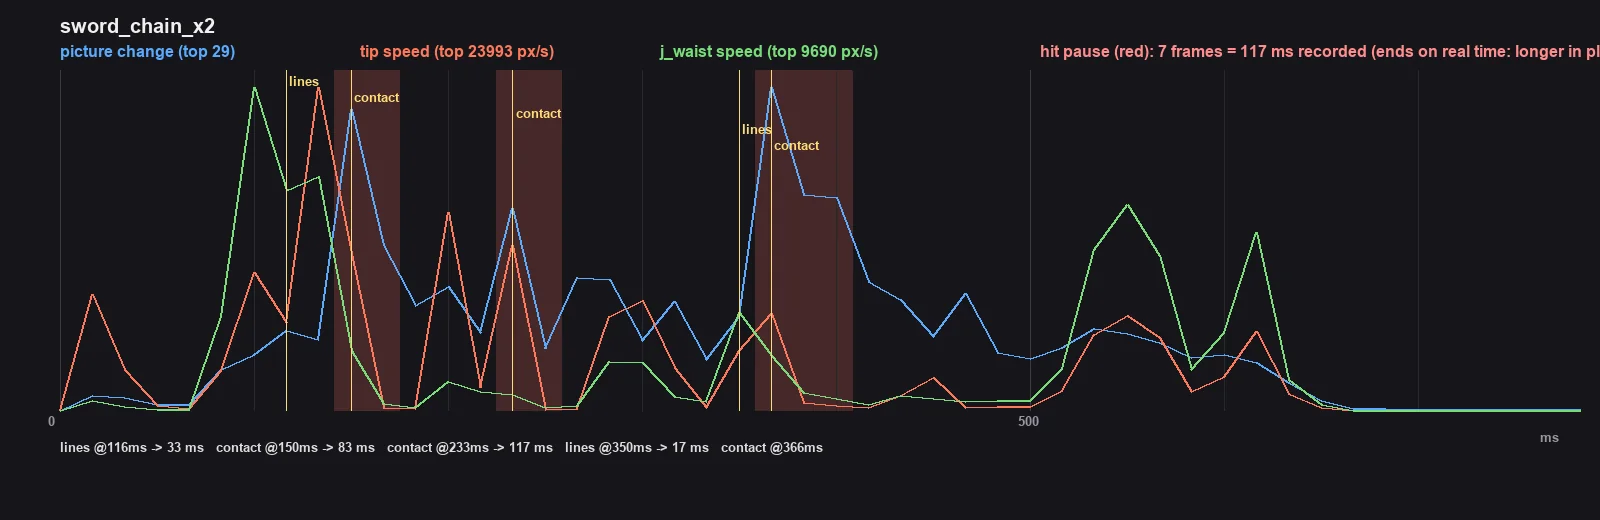 sword_chain_x2
picture change (top 29) tip speed (top 23993 px/s) j_waist speed (top 9690 px/s) hit pause (red): 7 frames = 117 ms recorded (ends on real time: longer in pl
lines
contact
contact
lines
contact
0 500
ms
lines @116ms -> 33 ms contact @150ms -> 83 ms contact @233ms -> 117 ms lines @350ms -> 17 ms contact @366ms